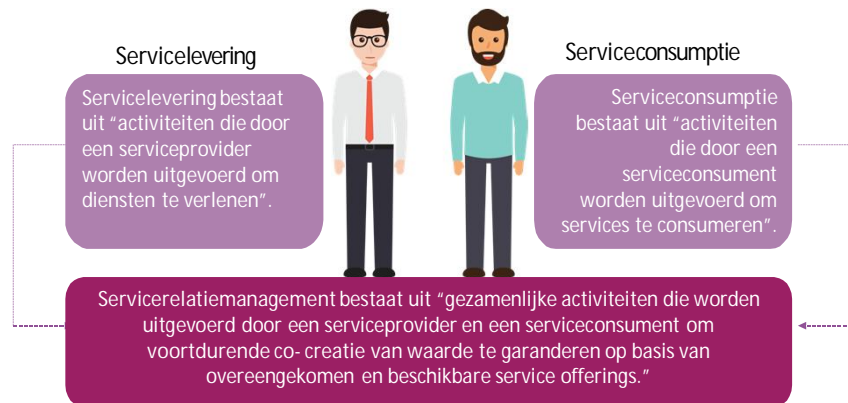 Servicelevering
Servicelevering bestaat
uit “activiteiten die door
een serviceprovider
worden uitgevoerd om
diensten te verlenen”.
Serviceconsumptie
Serviceconsumptie
bestaat uit “activiteiten
die door een
serviceconsument
worden uitgevoerd om
services te consumeren”.
Servicerelatiemanagement bestaat uit “gezamenlijke activiteiten die worden
uitgevoerd door een serviceprovider en een serviceconsument om
voortdurende co- creatie van waarde te garanderen op basis van
overeengekomen en beschikbare service offerings.”